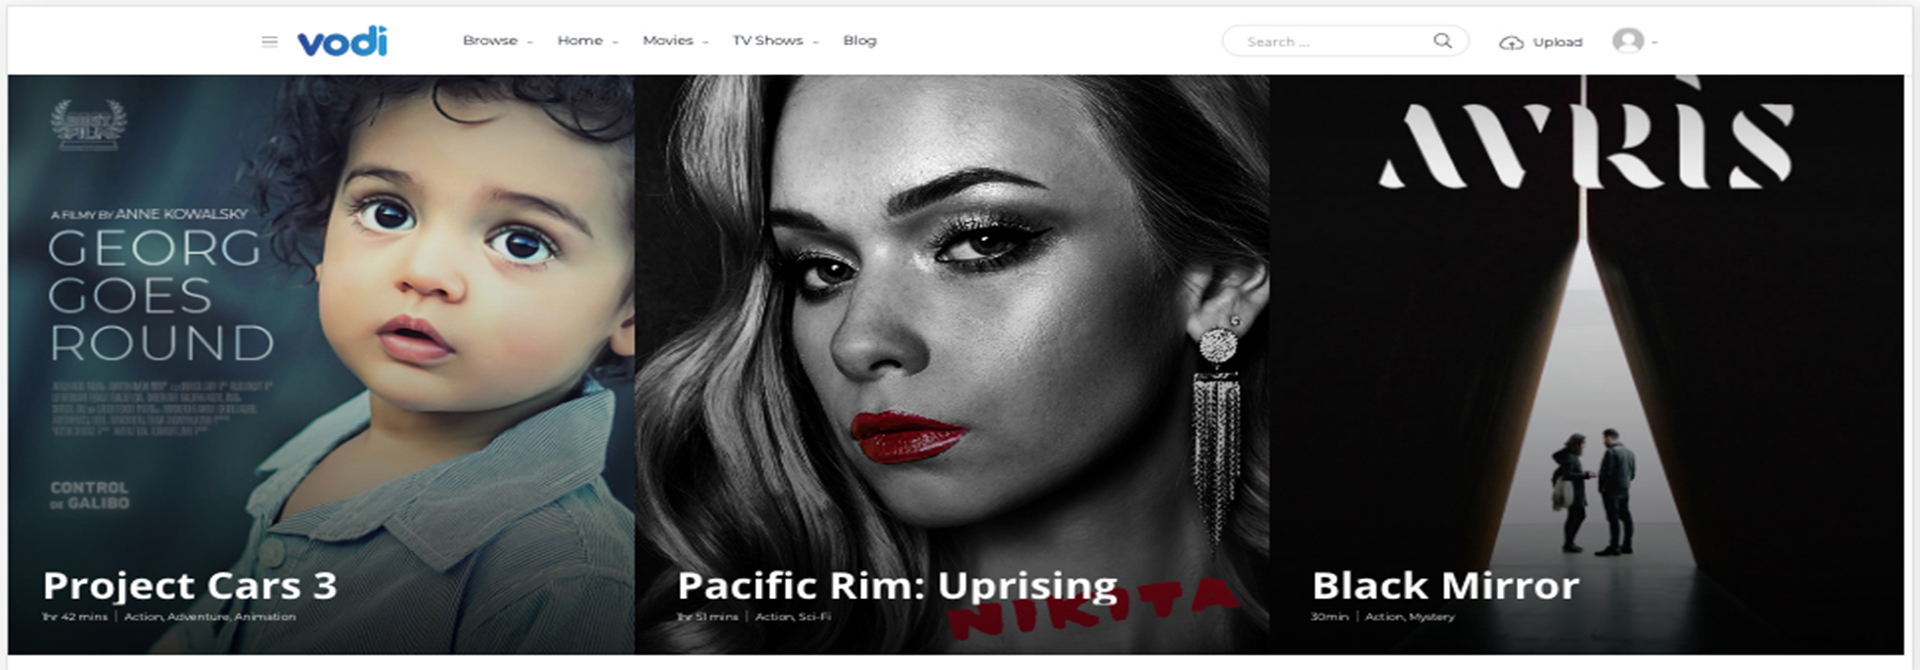 vodi
Browse
Home
Movies
TV Shows
Blog
Search ...
Upload
BEST
FILM
A FILMY BY ANNE KOWALSKY
GEORG
GOES
ROUND
CONTROL
DE GALIBO
Project Cars 3
1hr 42 mins | Action, Adventure, Animation
NIKITA
Pacific Rim: Uprising
1hr 51 mins | Action, Sci-Fi
AVRIS
Black Mirror
30min | Action, Mystery